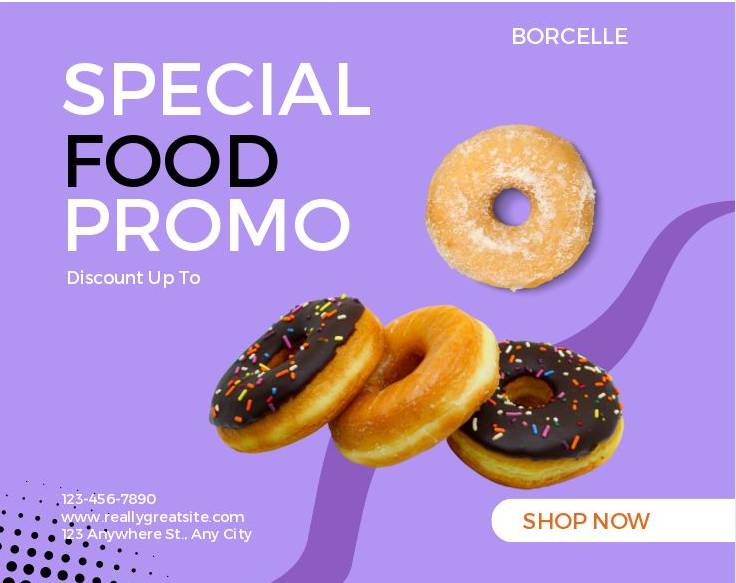 BORCELLE
SPECIAL
FOOD
PROMO
Discount Up To
123-456-7890
www.reallygreatsite.com
123 Anywhere St., Any City
SHOP NOW